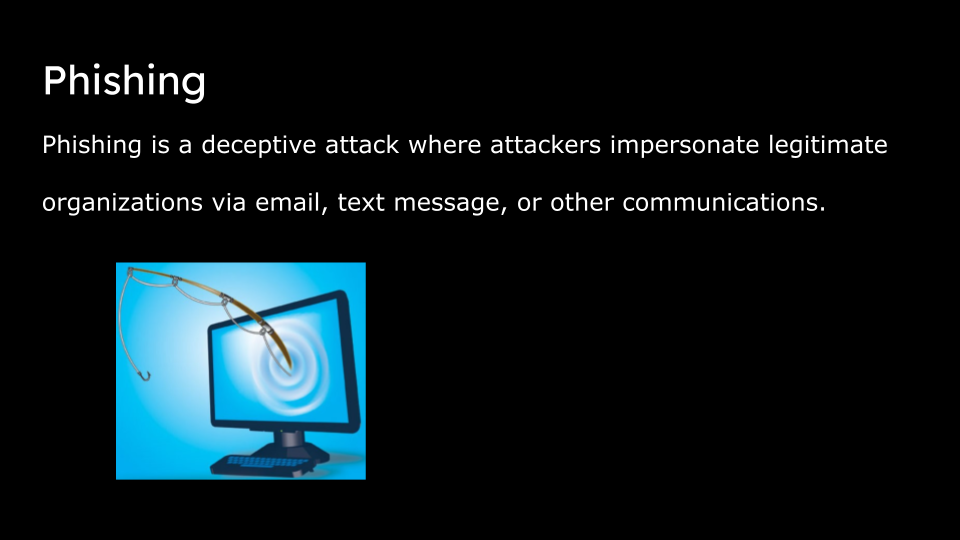 Phishing
Phishing is a deceptive attack where attackers impersonate legitimate
organizations via email, text message, or other communications.